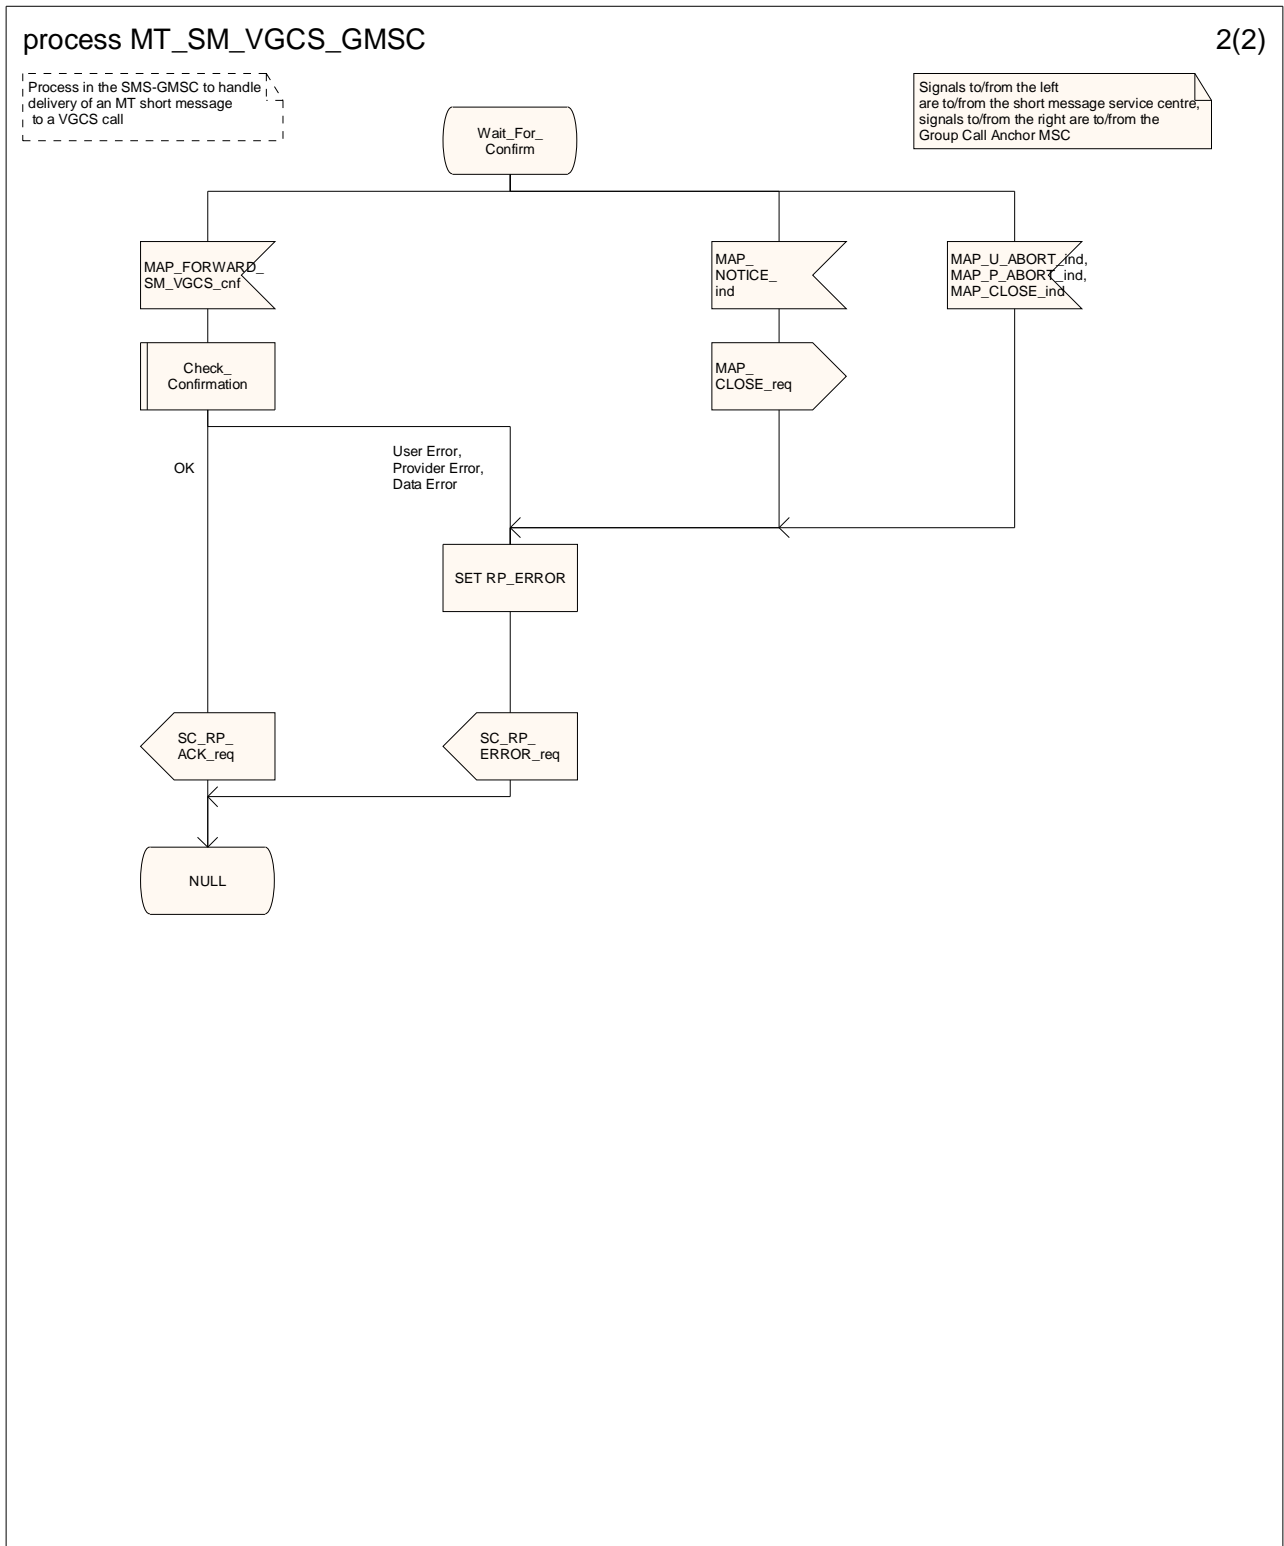 process MT_SM_VGCS_GMSC
2(2)
Process in the SMS-GMSC to handle
delivery of an MT short message
to a VGCS call
Signals to/from the left
are to/from the short message service centre,
signals to/from the right are to/from the
Group Call Anchor MSC
Wait_For_
Confirm
MAP_FORWARD_
SM_VGCS_cnf
MAP_
NOTICE_
ind
MAP_U_ABORT_ind,
MAP_P_ABORT_ind,
MAP_CLOSE_ind
Check_
Confirmation
MAP_
CLOSE_req
OK
User Error,
Provider Error,
Data Error
SET RP_ERROR
SC_RP_
ACK_req
SC_RP_
ERROR_req
NULL